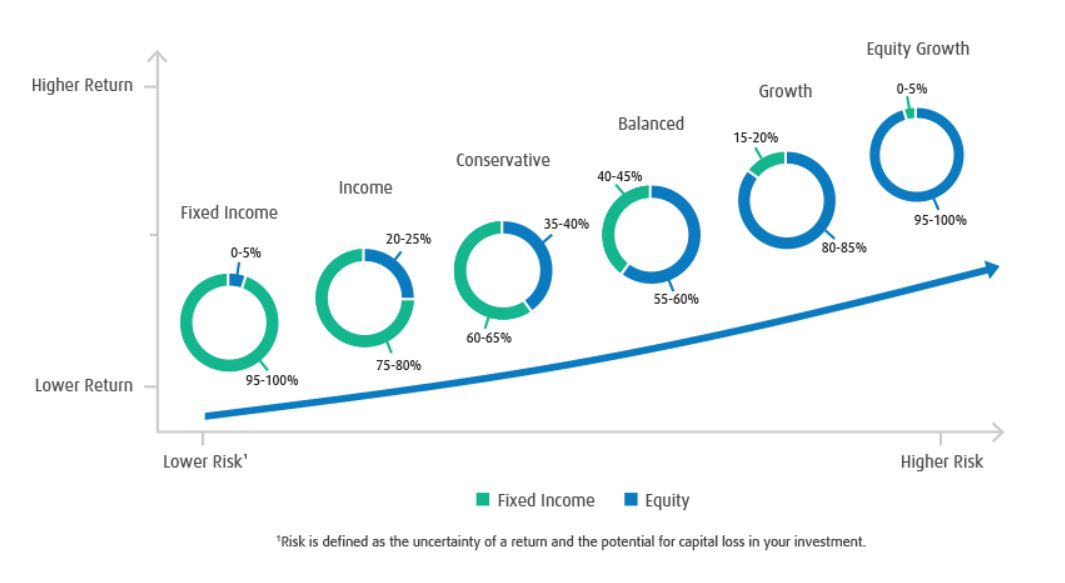 Equity Growth
Higher Return
0-5%
Growth
Balanced
15-20%
Conservative
40-45%
Income
Fixed Income
35-40%
95-100%
20-25%
80-85%
0-5%
55-60%
60-65%
75-80%
95-100%
Lower Return
Lower Risk¹
Higher Risk
Fixed Income
Equity
¹Risk is defined as the uncertainty of a return and the potential for capital loss in your investment.